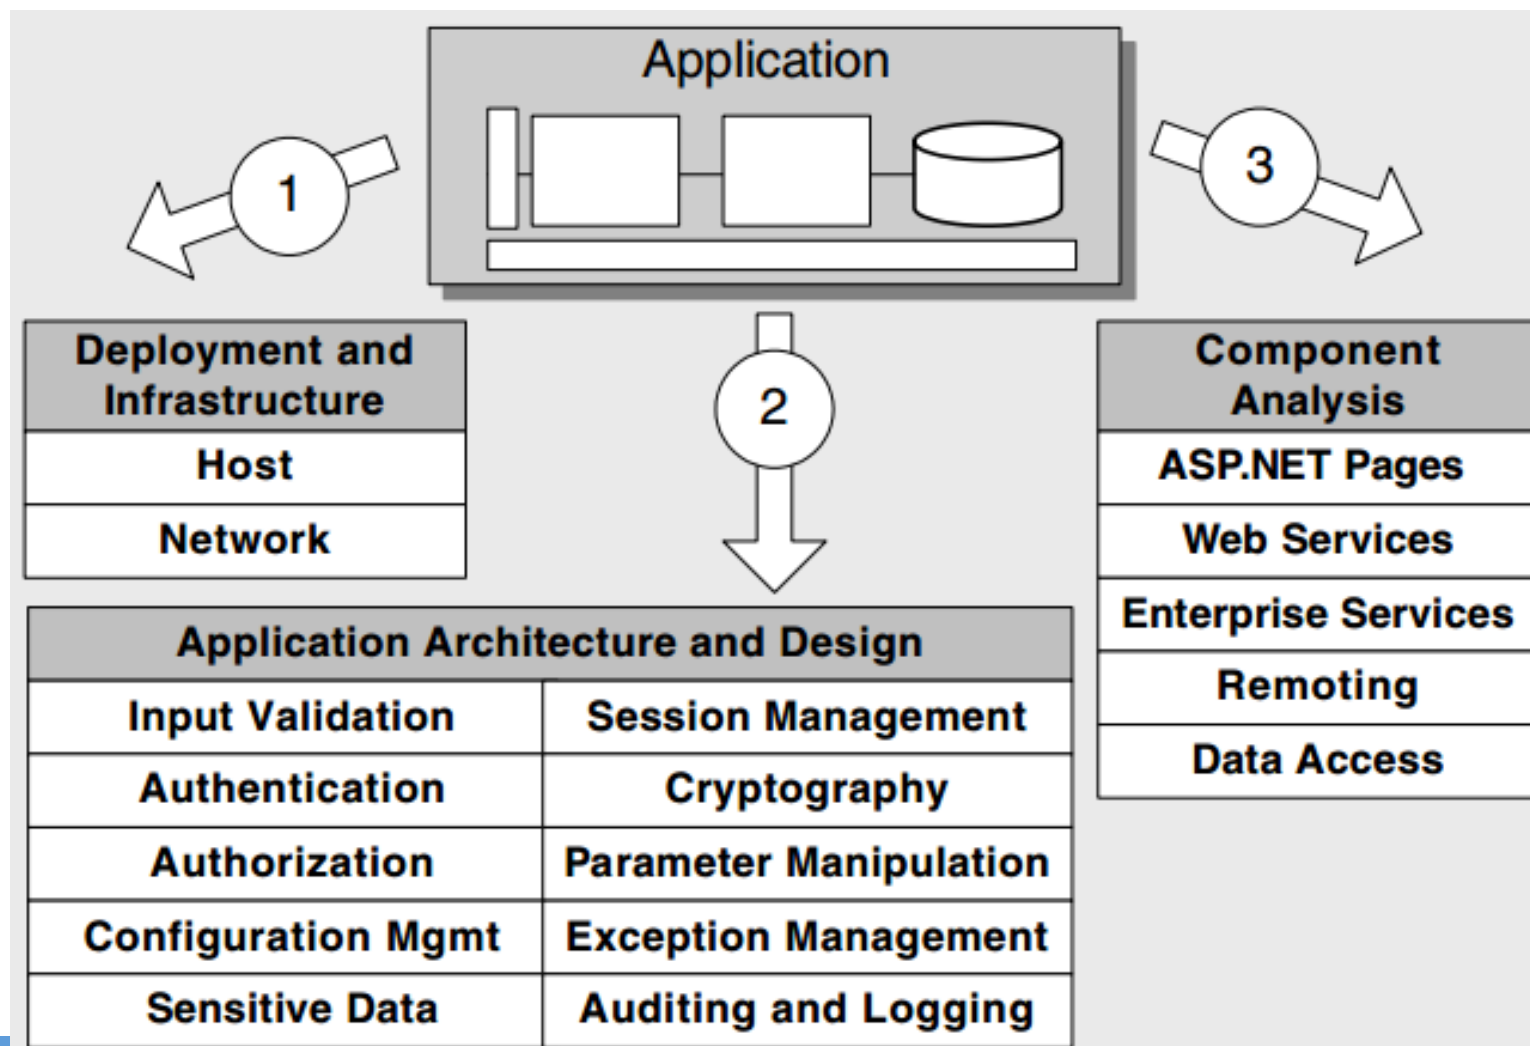 Application
1
2
3
Deployment and
Infrastructure
Host
Network
Application Architecture and Design
Input Validation
Session Management
Authentication
Cryptography
Authorization
Parameter Manipulation
Configuration Mgmt
Exception Management
Sensitive Data
Auditing and Logging
Component
Analysis
ASP.NET Pages
Web Services
Enterprise Services
Remoting
Data Access